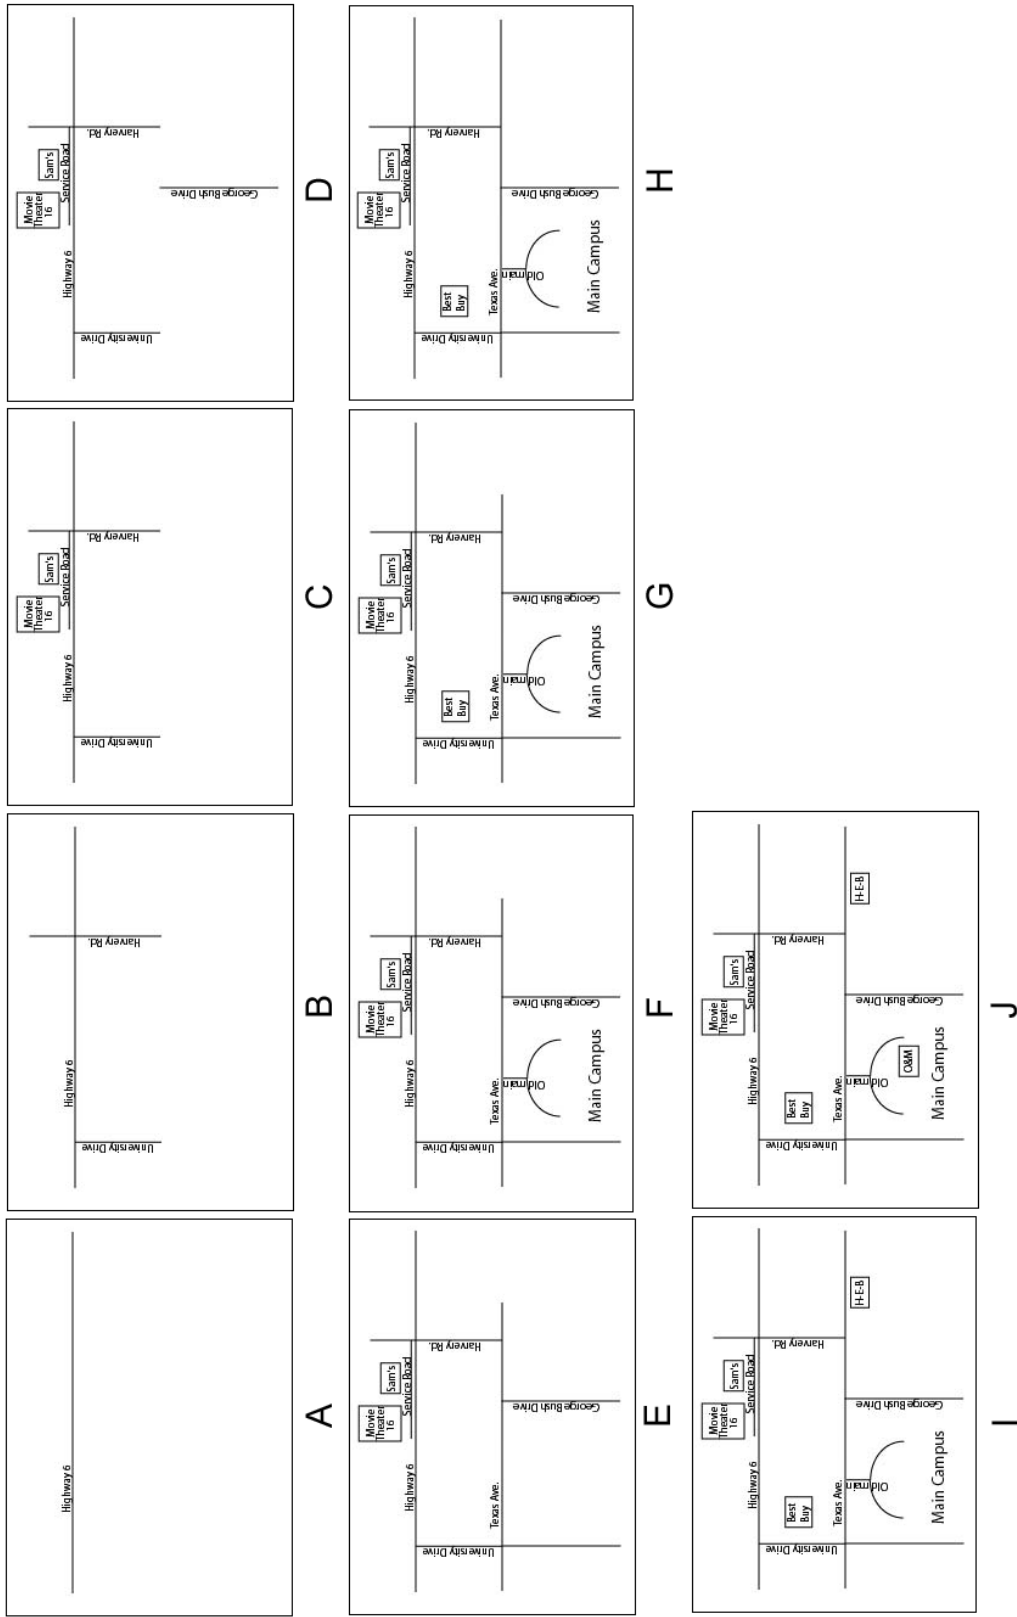 Highway 6
A
Highway 6
University Drive
Harvery Rd.
B
Movie
Theater
16
Sam's
Service Road
Highway 6
University Drive
Harvery Rd.
C
Movie
Theater
16
Sam's
Service Road
Highway 6
University Drive
Harvery Rd.
George Bush Drive
D
Movie
Theater
16
Sam's
Service Road
Highway 6
University Drive
Harvery Rd.
Texas Ave.
George Bush Drive
E
Movie
Theater
16
Sam's
Service Road
Highway 6
University Drive
Harvery Rd.
Texas Ave.
Old main
George Bush Drive
Main Campus
F
Movie
Theater
16
Sam's
Service Road
Highway 6
Best
Buy
University Drive
Harvery Rd.
Texas Ave.
Old main
George Bush Drive
Main Campus
G
Movie
Theater
16
Sam's
Service Road
Highway 6
Best
Buy
University Drive
Harvery Rd.
Texas Ave.
Old main
George Bush Drive
Main Campus
H
Movie
Theater
16
Sam's
Service Road
Highway 6
Best
Buy
University Drive
Harvery Rd.
Texas Ave.
H-E-B
Old main
George Bush Drive
Main Campus
I
Movie
Theater
16
Sam's
Service Road
Highway 6
Best
Buy
University Drive
Harvery Rd.
Texas Ave.
H-E-B
Old main
O&M
George Bush Drive
Main Campus
J